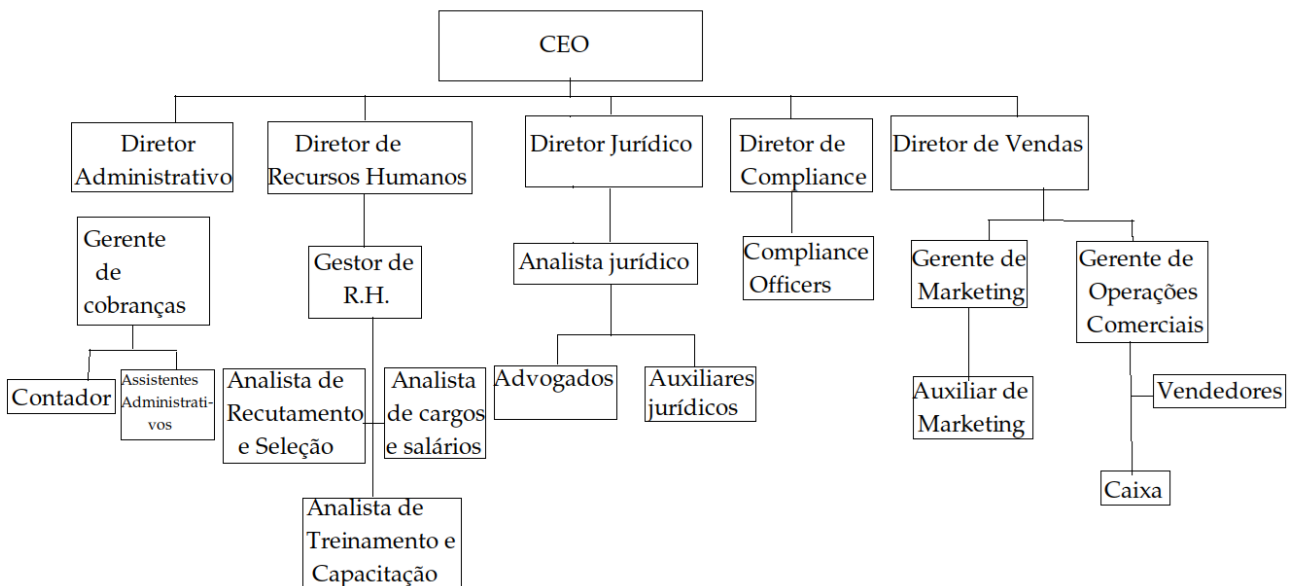 CEO
Diretor
Administrativo
Diretor de
Recursos Humanos
Diretor Jurídico
Diretor de
Compliance
Diretor de Vendas
Gerente
de
cobranças
Gestor de
R.H.
Analista jurídico
Compliance
Officers
Gerente de
Marketing
Gerente de
Operações
Comerciais
Contador
Assistentes
Administrati-
vos
Analista de
Recutamento
e Seleção
Analista
de cargos
e salários
Advogados
Auxiliares
jurídicos
Auxiliar de
Marketing
Vendedores
Caixa
Analista de
Treinamento e
Capacitação